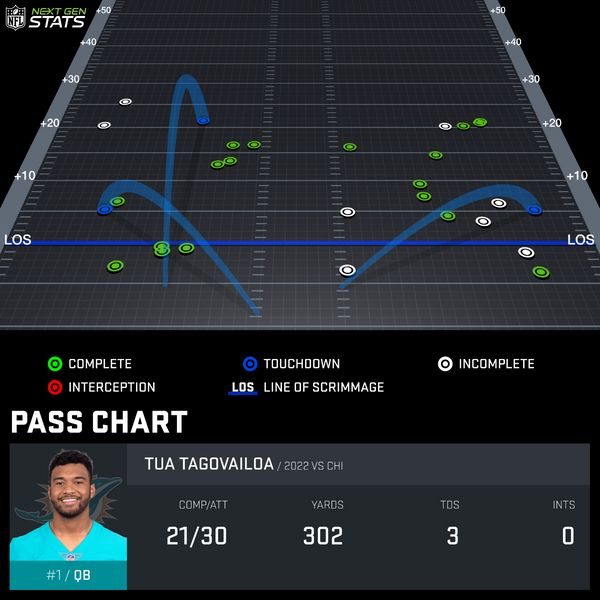 NFL NEXT GEN STATS
+50 +50
+40 +40
+30 +30
+20 +20
+10 +10
LOS LOS
COMPLETE TOUCHDOWN INCOMPLETE
INTERCEPTION LOS LINE OF SCRIMMAGE
PASS CHART
TUA TAGOVAILOA / 2022 VS CHI
COMP/ATT YARDS TDS INTS
21/30 302 3 0
#1 / QB